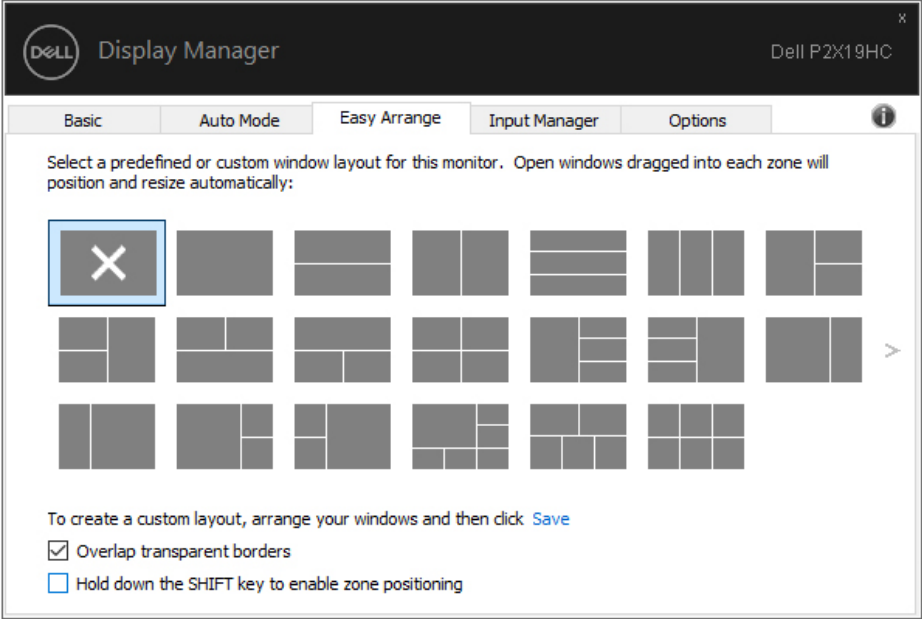 x
DELL
Display Manager
Dell P2X19HC
Basic
Auto Mode
Easy Arrange
Input Manager
Options
i
Select a predefined or custom window layout for this monitor. Open windows dragged into each zone will
position and resize automatically:
>
To create a custom layout, arrange your windows and then click Save
Overlap transparent borders
Hold down the SHIFT key to enable zone positioning